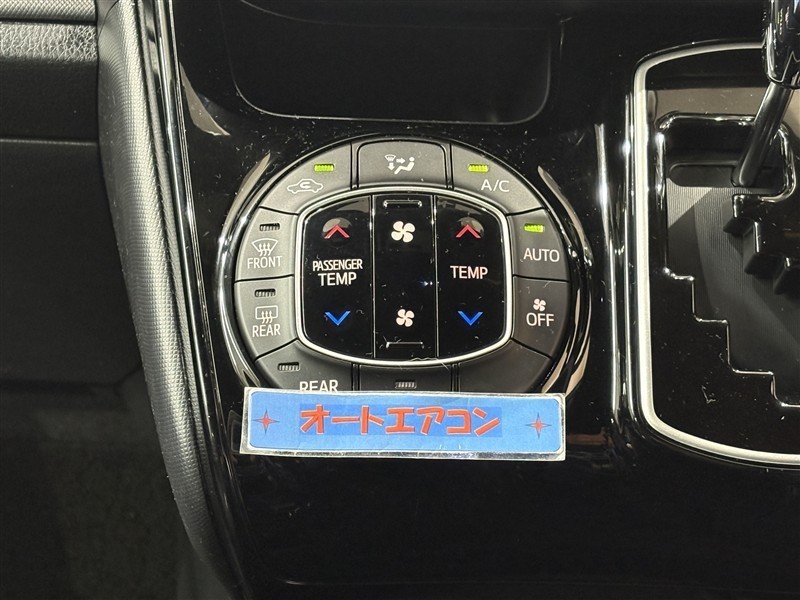 A/C
FRONT
AUTO
PASSENGER
TEMP
TEMP
REAR
OFF
REAR
オートエアコン